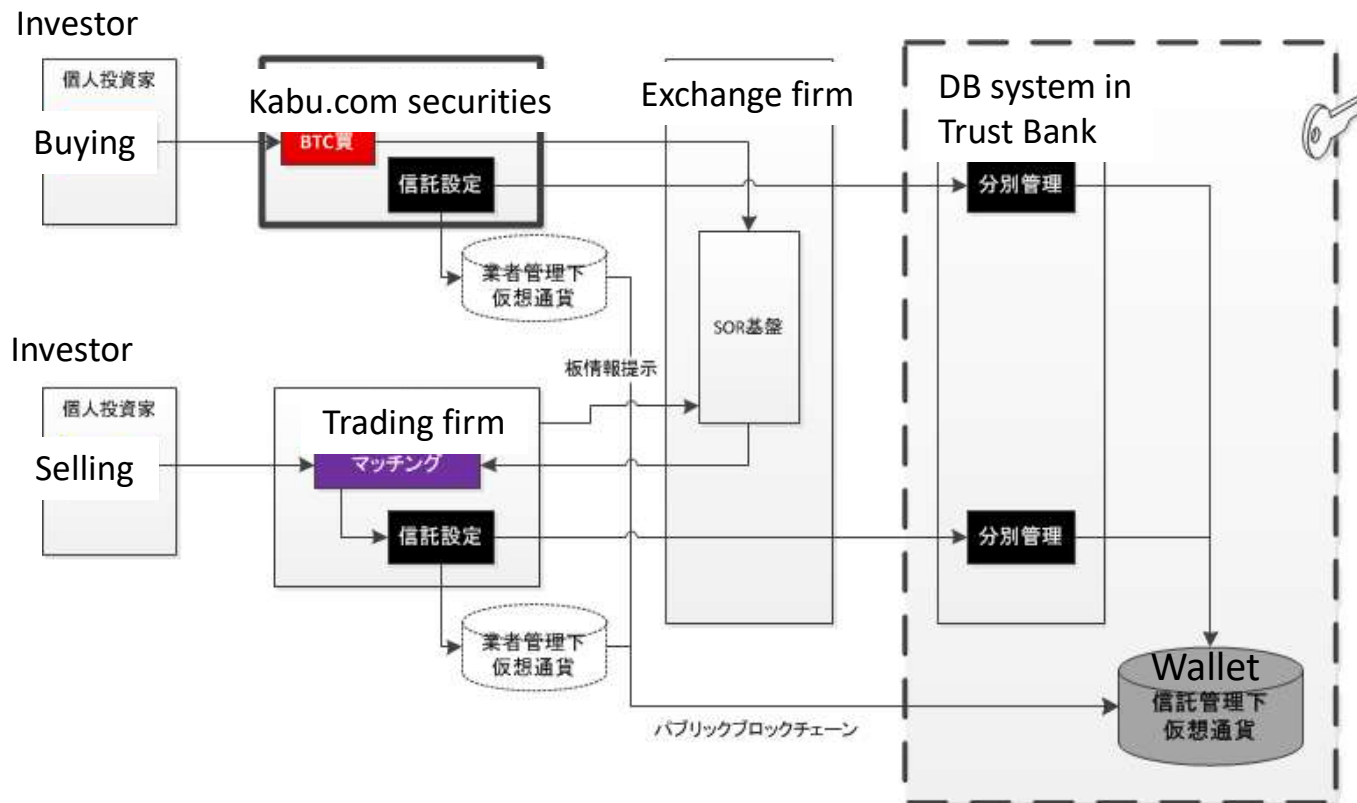 Investor
個人投資家
Buying
Kabu.com securities
BTC買
信託設定
業者管理下
仮想通貨
Exchange firm
SOR基盤
DB system in
Trust Bank
分別管理
板情報提示
Investor
個人投資家
Selling
Trading firm
マッチング
信託設定
業者管理下
仮想通貨
分別管理
パブリックブロックチェーン
Wallet
信託管理下
仮想通貨